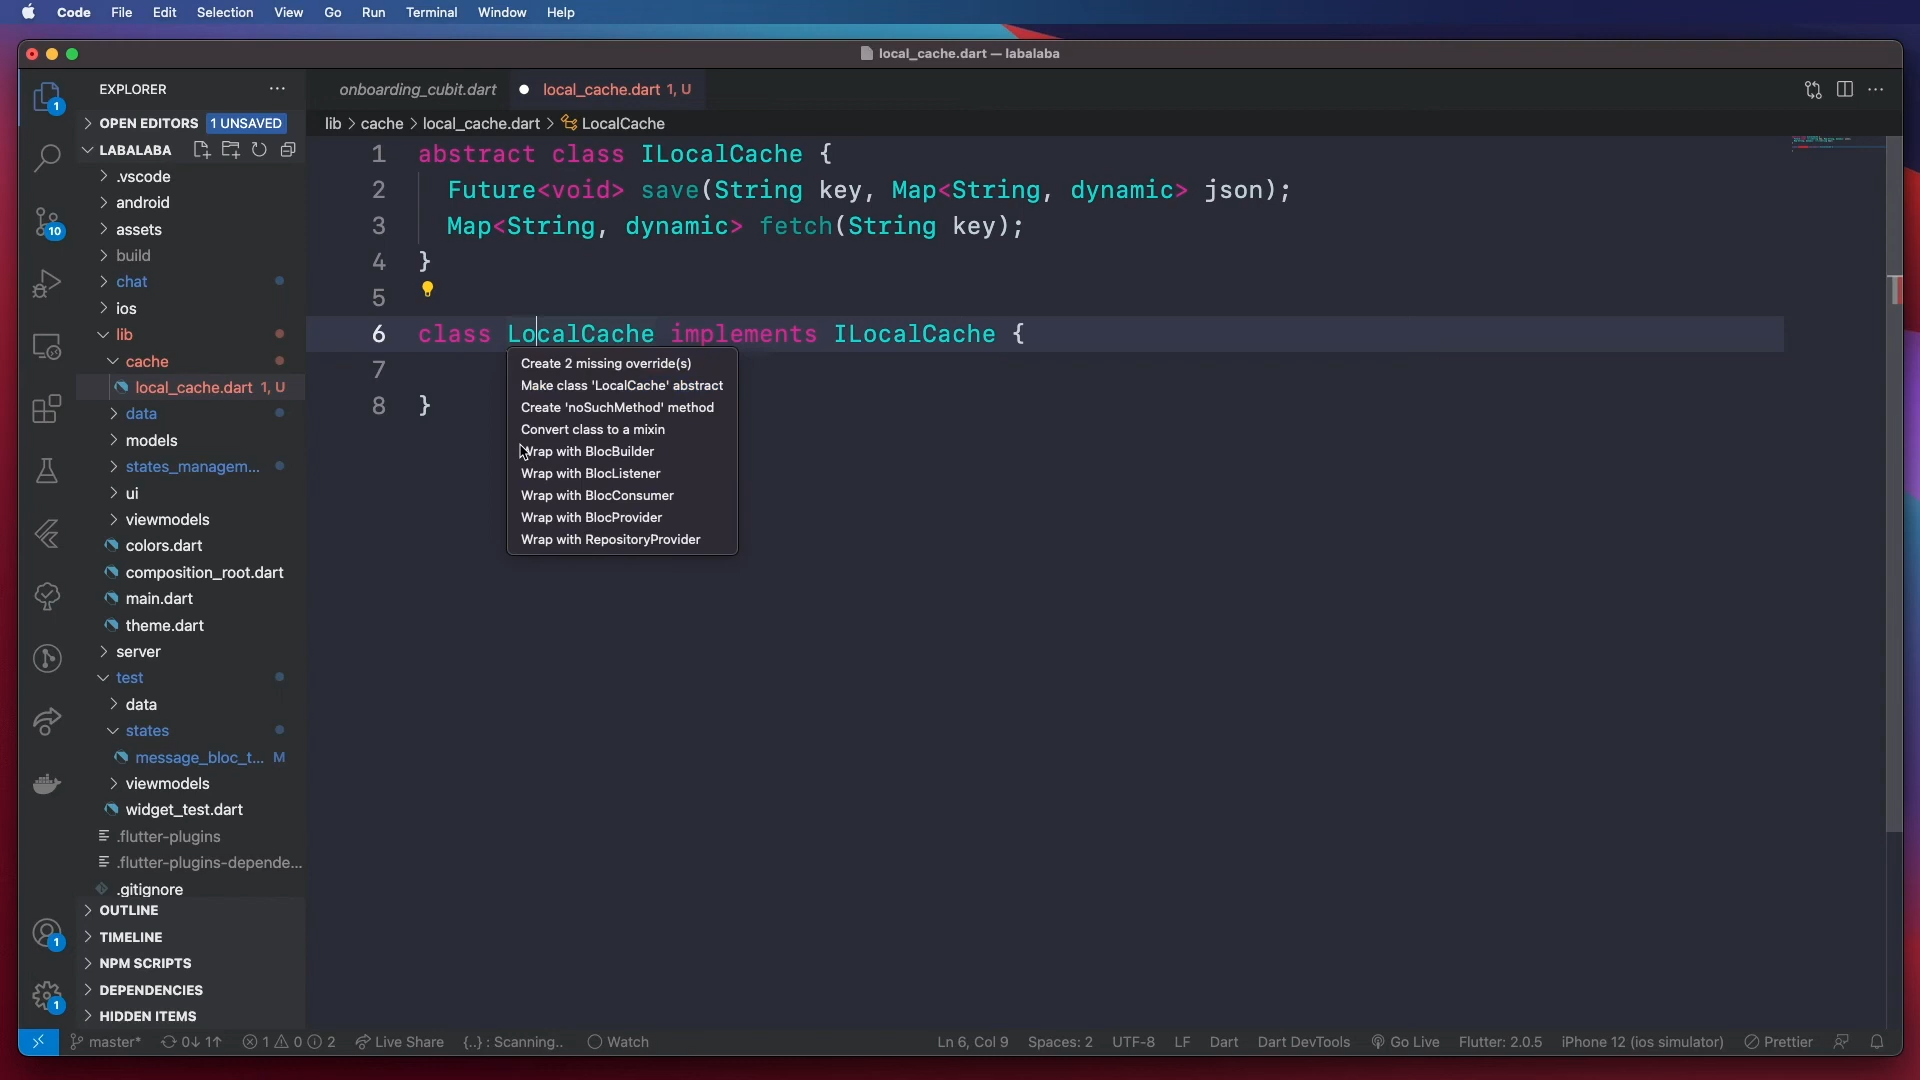 Code File Edit Selection View Go Run Terminal Window Help
local_cache.dart — labalaba
EXPLORER
onboarding_cubit.dart
local_cache.dart 1, U
OPEN EDITORS 1 UNSAVED
lib > cache > local_cache.dart > LocalCache
LABALABA
.vscode
android
assets
build
chat
ios
lib
cache
local_cache.dart 1, U
data
models
states_managem...
ui
viewmodels
colors.dart
composition_root.dart
main.dart
theme.dart
server
test
data
states
message_bloc_t... M
viewmodels
widget_test.dart
.flutter-plugins
.flutter-plugins-depende...
.gitignore
OUTLINE
TIMELINE
NPM SCRIPTS
DEPENDENCIES
HIDDEN ITEMS
1
10
1
1
1 abstract class ILocalCache {
2 Future<void> save(String key, Map<String, dynamic> json);
3 Map<String, dynamic> fetch(String key);
4 }
5
6 class LocalCache implements ILocalCache {
7
8 }
Create 2 missing override(s)
Make class 'LocalCache' abstract
Create 'noSuchMethod' method
Convert class to a mixin
Wrap with BlocBuilder
Wrap with BlocListener
Wrap with BlocConsumer
Wrap with BlocProvider
Wrap with RepositoryProvider
master* 0↓ 1↑ 1 0 2 Live Share {..} : Scanning.. Watch Ln 6, Col 9 Spaces: 2 UTF-8 LF Dart Dart DevTools Go Live Flutter: 2.0.5 iPhone 12 (ios simulator) Prettier